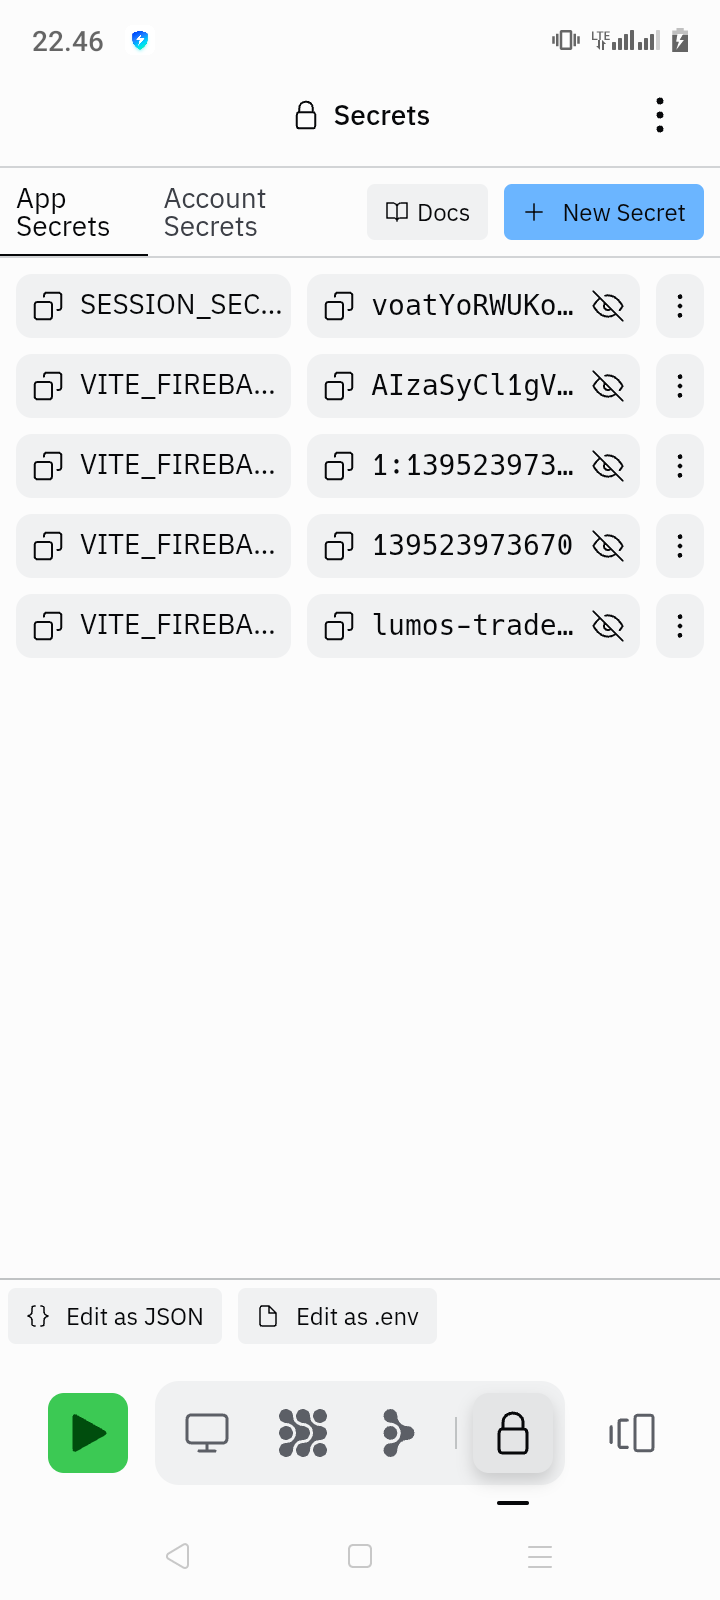 22.46
LTE
Secrets
App Secrets
Account Secrets
Docs
New Secret
SESSION_SEC... voatYoRWUKo…
VITE_FIREBA... AIzaSyCl1gV…
VITE_FIREBA... 1:139523973…
VITE_FIREBA... 139523973670
VITE_FIREBA... lumos-trade…
{} Edit as JSON
Edit as .env